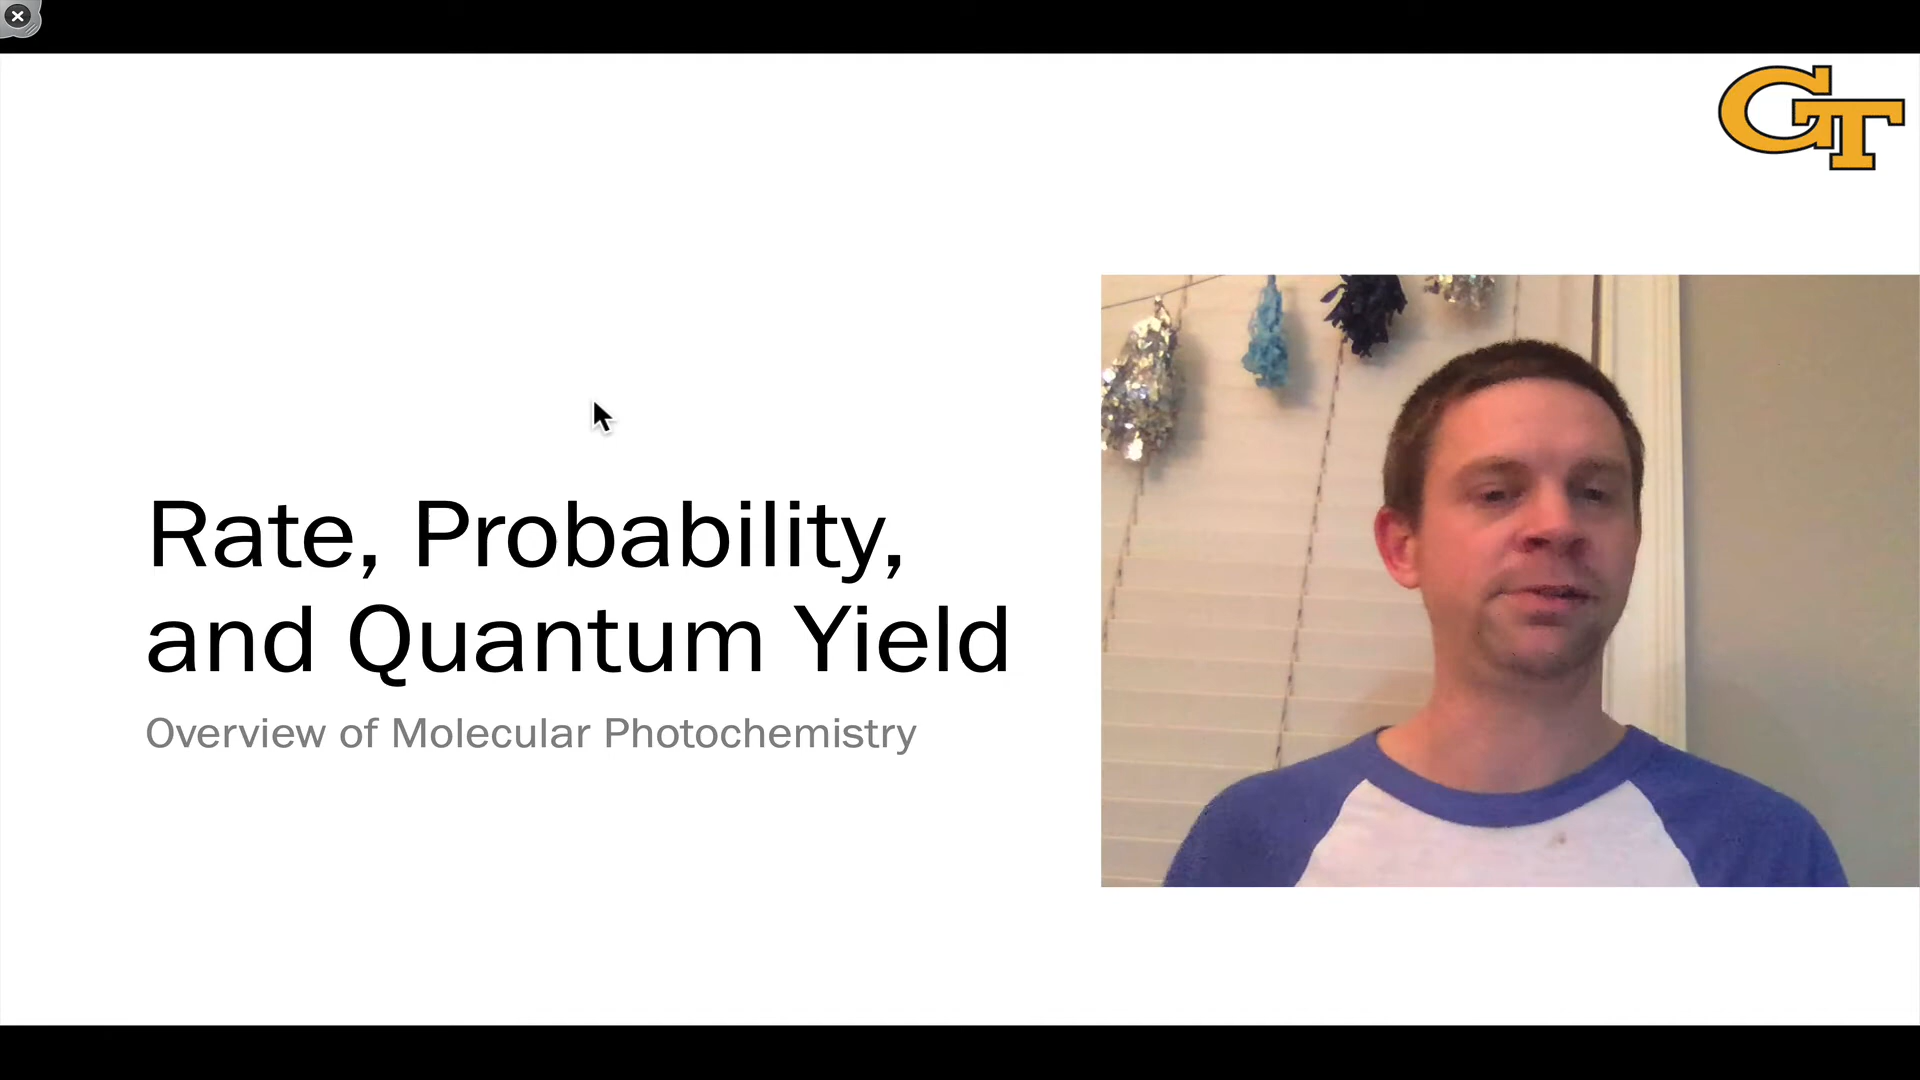 GT
Rate, Probability,
and Quantum Yield
Overview of Molecular Photochemistry